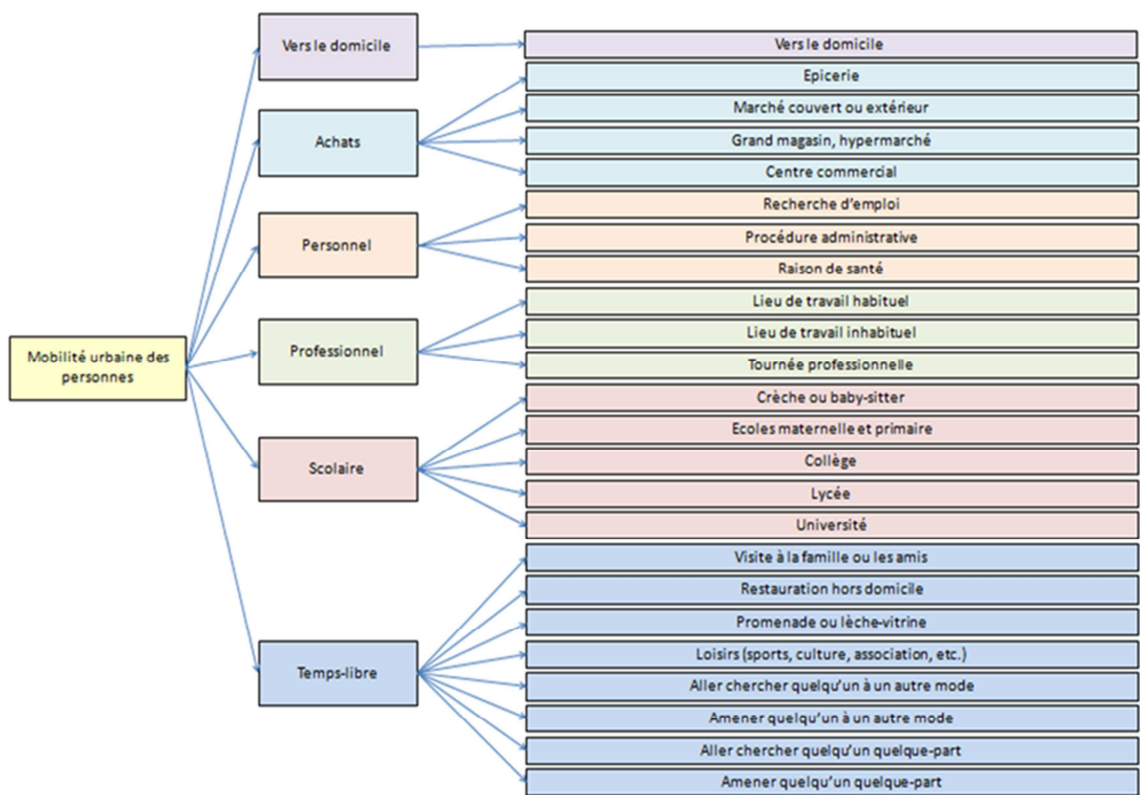 Mobilité urbaine des
personnes
Vers le domicile
Achats
Personnel
Professionnel
Scolaire
Temps-libre
Vers le domicile
Epicerie
Marché couvert ou extérieur
Grand magasin, hypermarché
Centre commercial
Recherche d'emploi
Procédure administrative
Raison de santé
Lieu de travail habituel
Lieu de travail inhabituel
Tournée professionnelle
Crèche ou baby-sitter
Ecoles maternelle et primaire
Collège
Lycée
Université
Visite à la famille ou les amis
Restauration hors domicile
Promenade ou lèche-vitrine
Loisirs (sports, culture, association, etc.)
Aller chercher quelqu'un à un autre mode
Amener quelqu'un à un autre mode
Aller chercher quelqu'un quelque-part
Amener quelqu'un quelque-part